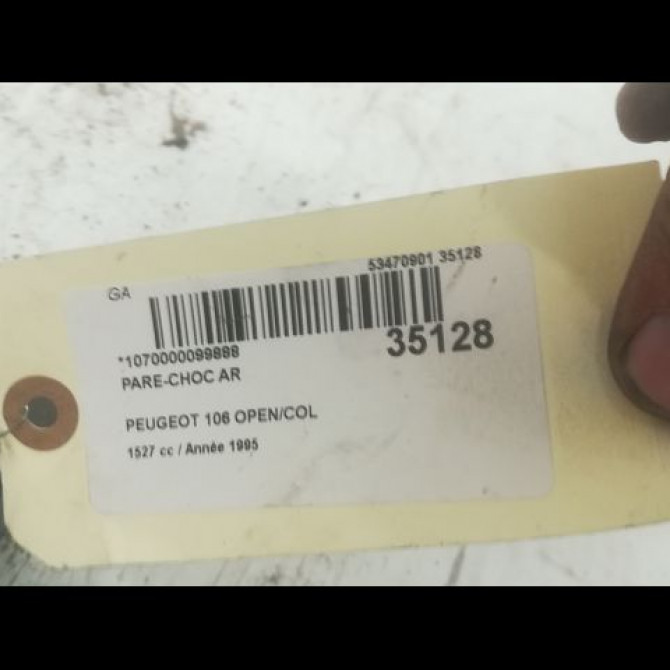 53470901 35128
GA
*1070000099888
35128
PARE-CHOC AR
PEUGEOT 106 OPEN/COL
1527 cc / Année 1995